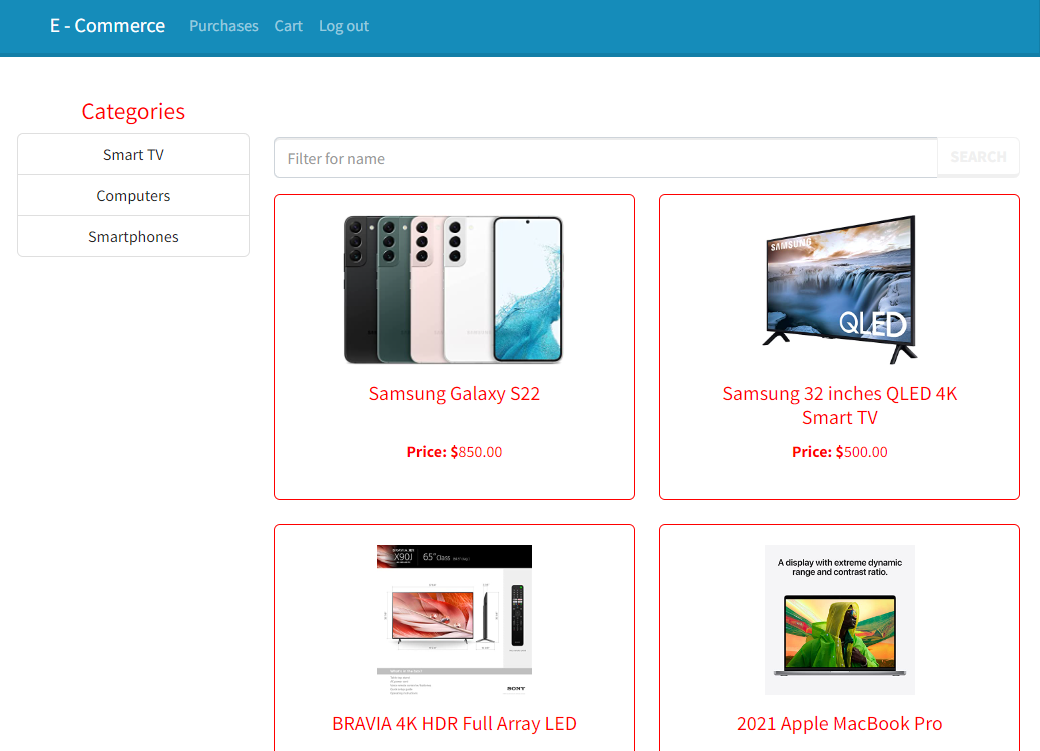 E - Commerce Purchases Cart Log out
Categories
Smart TV
Computers
Smartphones
Filter for name SEARCH
Samsung Galaxy S22
Price: $850.00
SAMSUNG
QLED
Samsung 32 inches QLED 4K
Smart TV
Price: $500.00
BRAVIA XR
X90J 65" Class
SONY
BRAVIA 4K HDR Full Array LED
A display with extreme dynamic
range and contrast ratio.
2021 Apple MacBook Pro